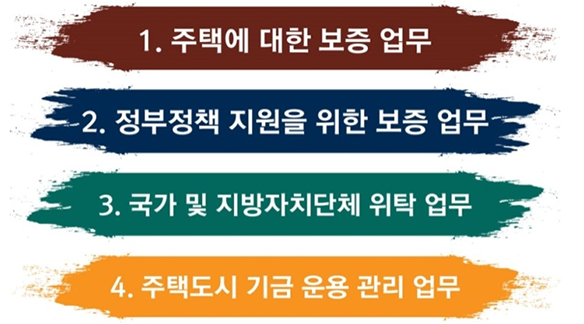 1. 주택에 대한 보증 업무
2. 정부정책 지원을 위한 보증 업무
3. 국가 및 지방자치단체 위탁 업무
4. 주택도시 기금 운용 관리 업무